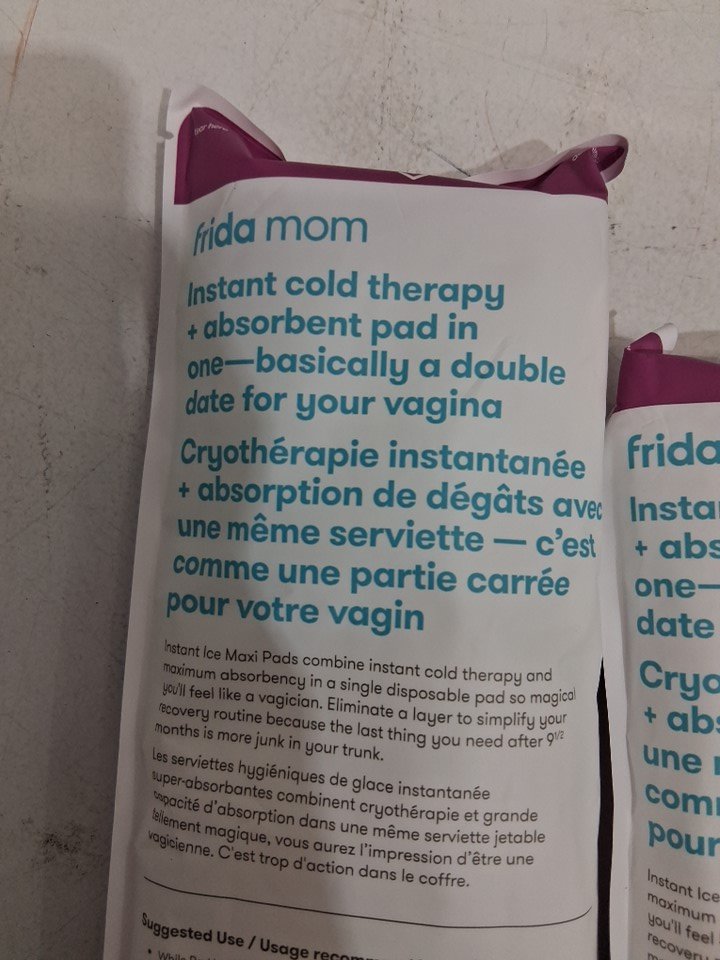 frida mom
Instant cold therapy
+ absorbent pad in
one—basically a double
date for your vagina
Cryothérapie instantanée
+ absorption de dégâts avec
une même serviette — c'est
comme une partie carrée
pour votre vagin
Instant Ice Maxi Pads combine instant cold therapy and
maximum absorbency in a single disposable pad so magical
you'll feel like a vagician. Eliminate a layer to simplify your
recovery routine because the last thing you need after 9½
months is more junk in your trunk.
Les serviettes hygiéniques de glace instantanée
super-absorbantes combinent cryothérapie et grande
capacité d'absorption dans une même serviette jetable
tellement magique, vous aurez l'impression d'être une
vagicienne. C'est trop d'action dans le coffre.
Suggested Use / Usage
frida
Insta
+ abs
one—
date
Cryo
+ abs
une
com
pour
Instant Ice
maximum
you'll feel
recovery